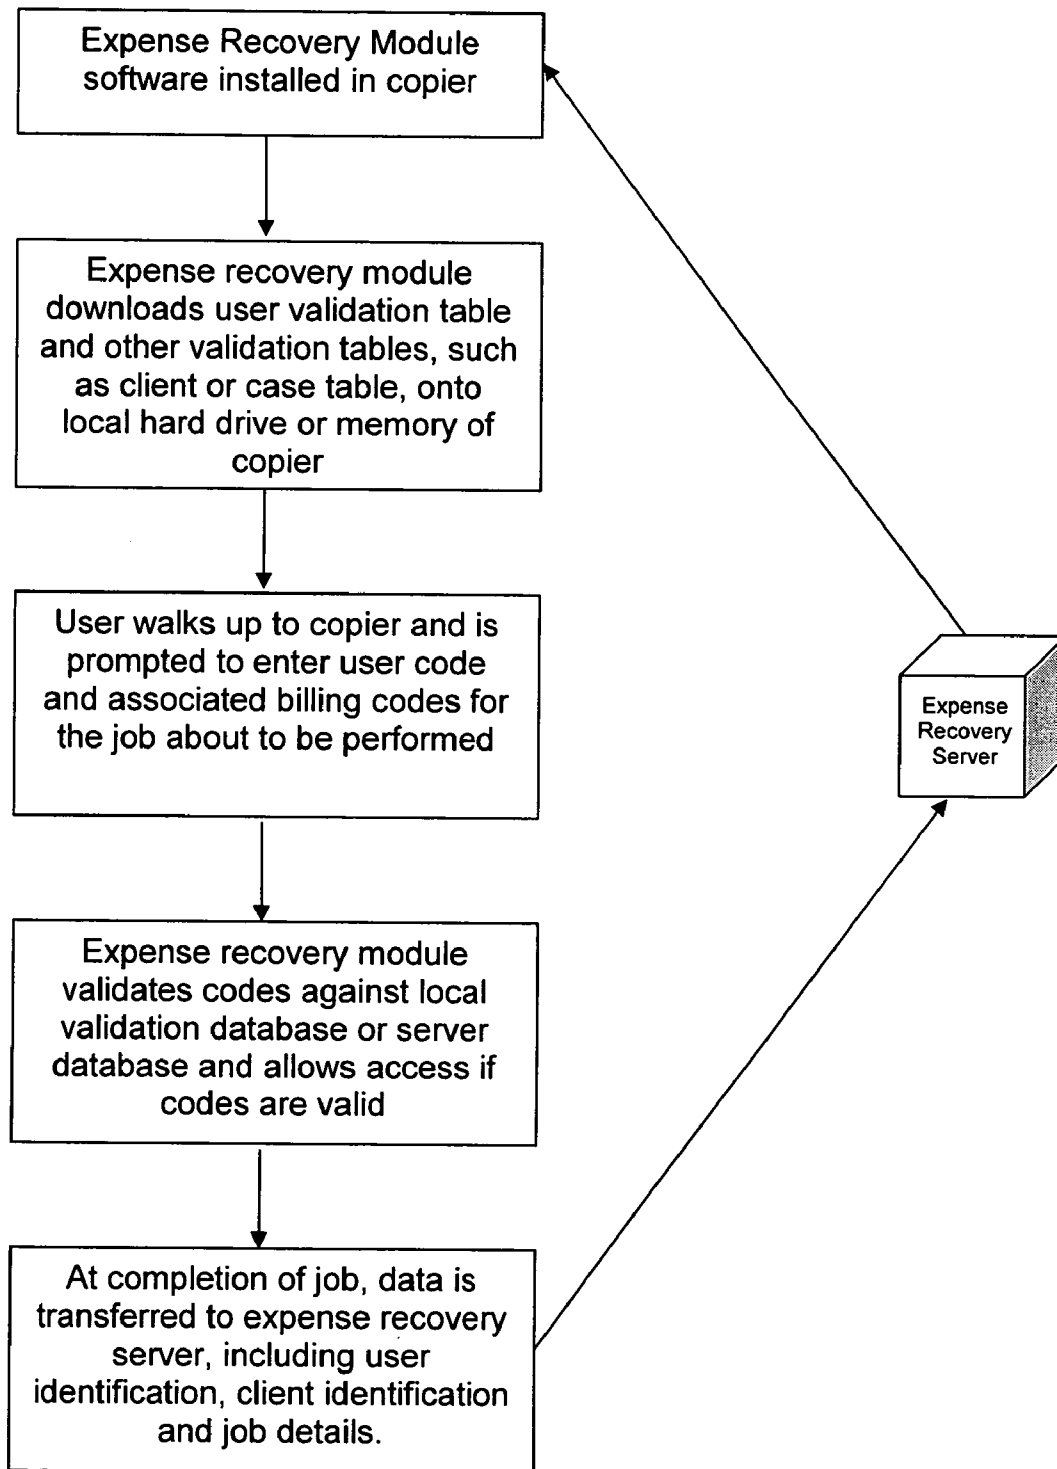 Expense Recovery Module
software installed in copier
Expense recovery module
downloads user validation table
and other validation tables, such
as client or case table, onto
local hard drive or memory of
copier
User walks up to copier and is
prompted to enter user code
and associated billing codes for
the job about to be performed
Expense
Recovery
Server
Expense recovery module
validates codes against local
validation database or server
database and allows access if
codes are valid
At completion of job, data is
transferred to expense recovery
server, including user
identification, client identification
and job details.